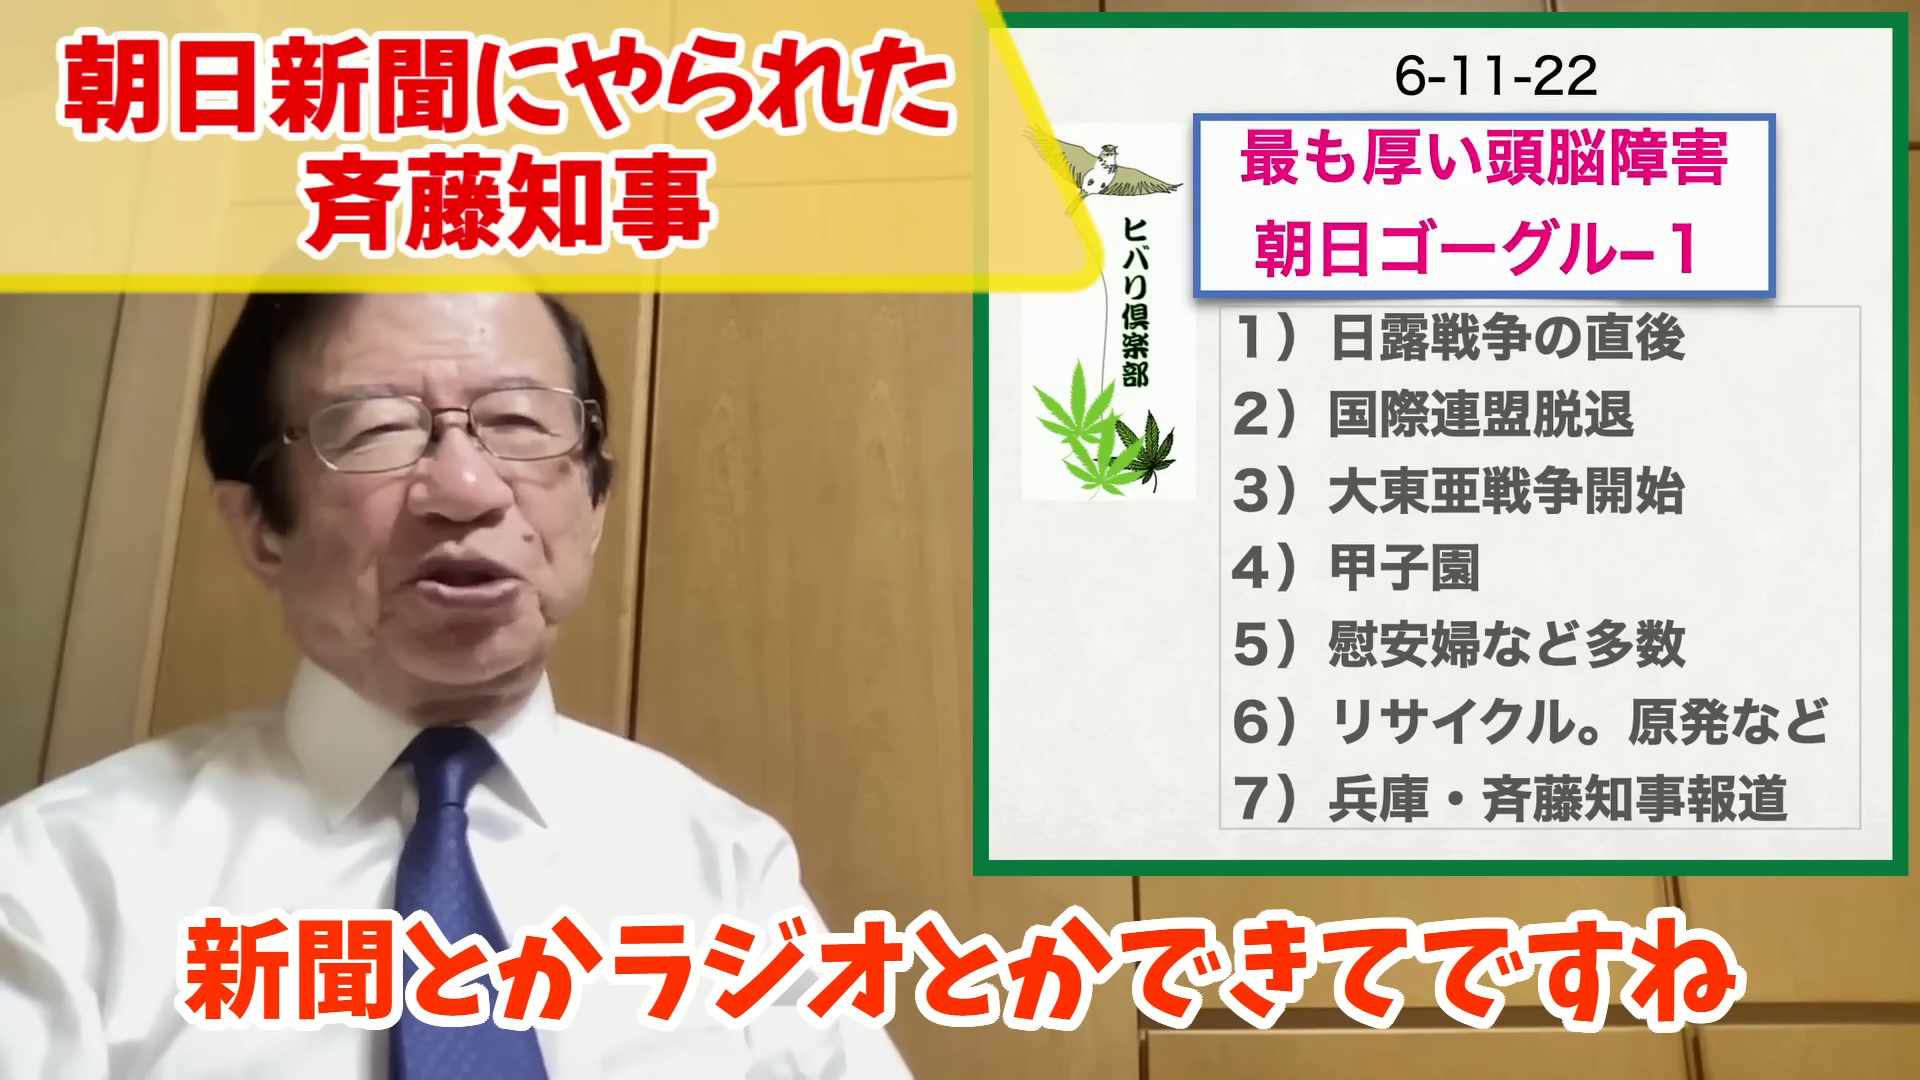 朝日新聞にやられた
斉藤知事
6-11-22
最も厚い頭脳障害
朝日ゴーグル–1
ヒバリ倶楽部
1）日露戦争の直後
2）国際連盟脱退
3）大東亜戦争開始
4）甲子園
5）慰安婦など多数
6）リサイクル。原発など
7）兵庫・斉藤知事報道
新聞とかラジオとかできてですね